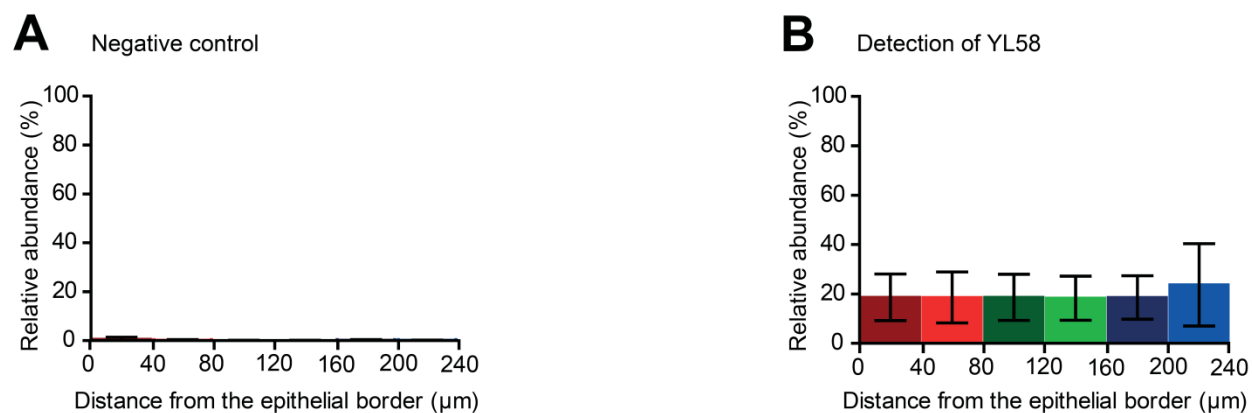 A Negative control
Relative abundance (%)
100
80
60
40
20
0
0 40 80 120 160 200 240
Distance from the epithelial border (µm)
B Detection of YL58
Relative abundance (%)
100
80
60
40
20
0
0 40 80 120 160 200 240
Distance from the epithelial border (µm)